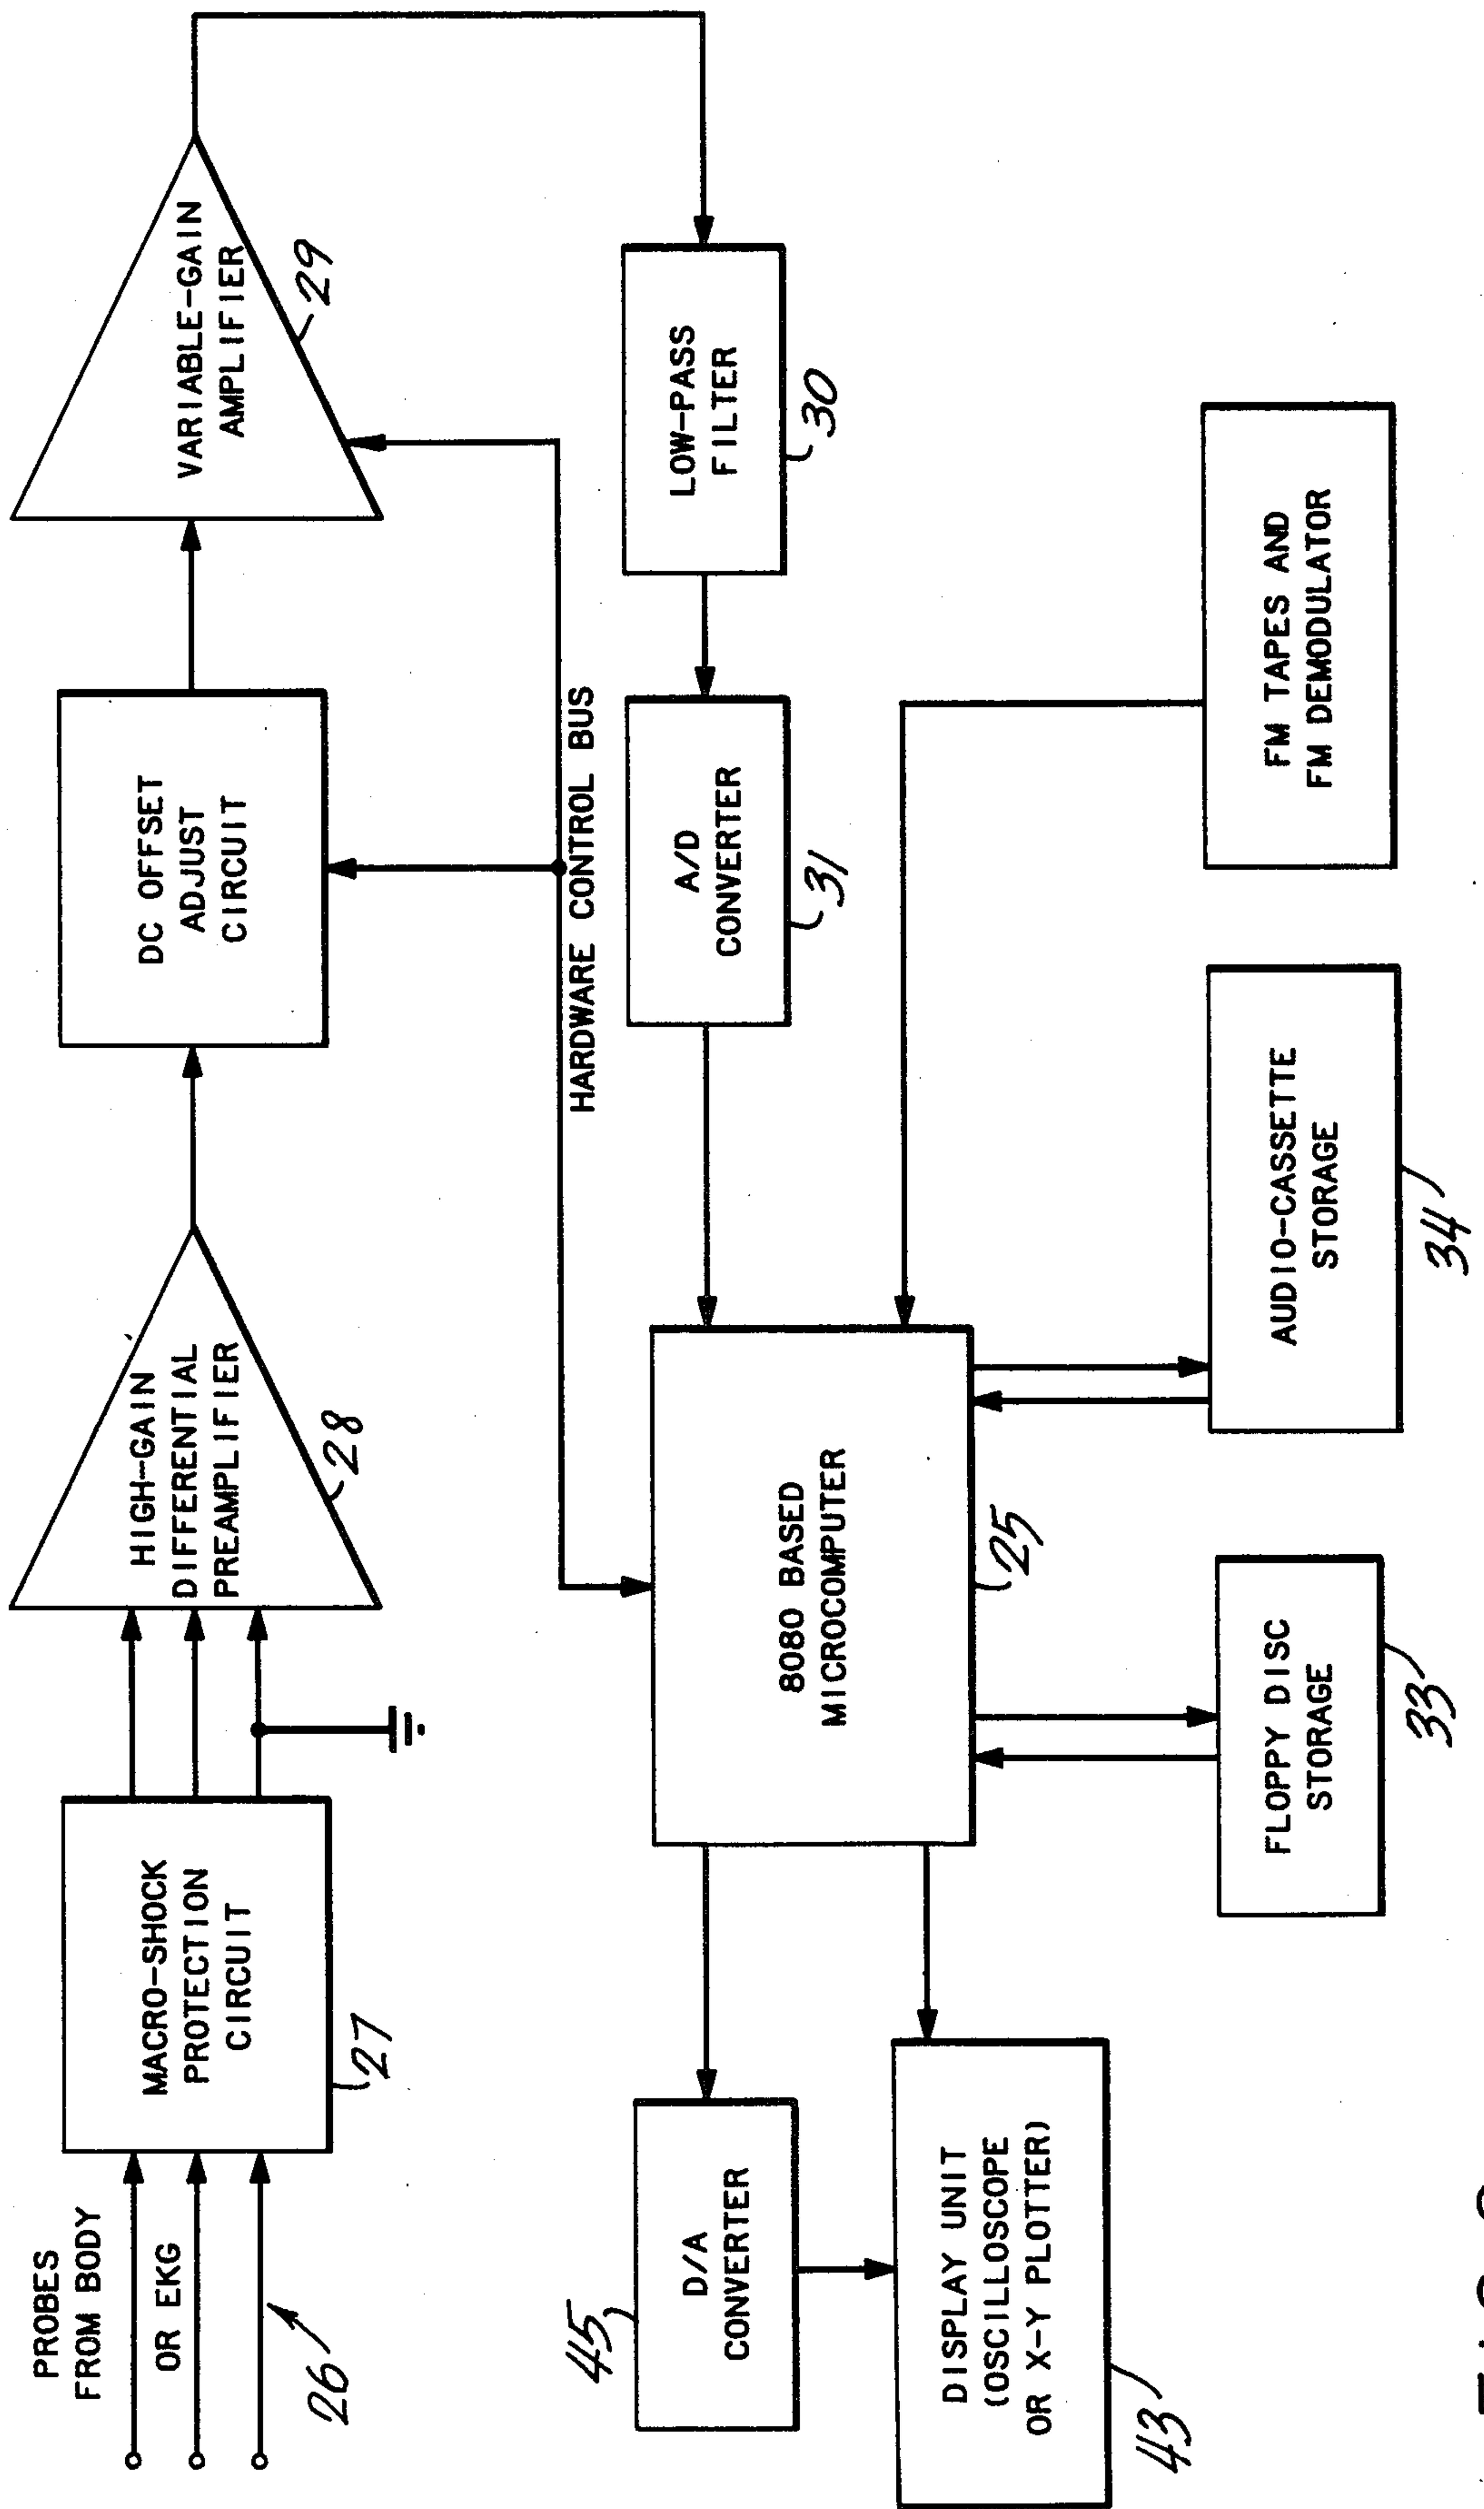 PROBES
FROM BODY
OR EKG
26
MACRO-SHOCK
PROTECTION
CIRCUIT
27
HIGH-GAIN
DIFFERENTIAL
PREAMPLIFIER
28
DC OFFSET
ADJUST
CIRCUIT
VARIABLE-GAIN
AMPLIFIER
29
HARDWARE CONTROL BUS
45
D/A
CONVERTER
8080 BASED
MICROCOMPUTER
25
A/D
CONVERTER
31
LOW-PASS
FILTER
30
DISPLAY UNIT
(OSCILLOSCOPE
OR X-Y PLOTTER)
43
FLOPPY DISC
STORAGE
33
AUDIO-CASSETTE
STORAGE
34
FM TAPES AND
FM DEMODULATOR